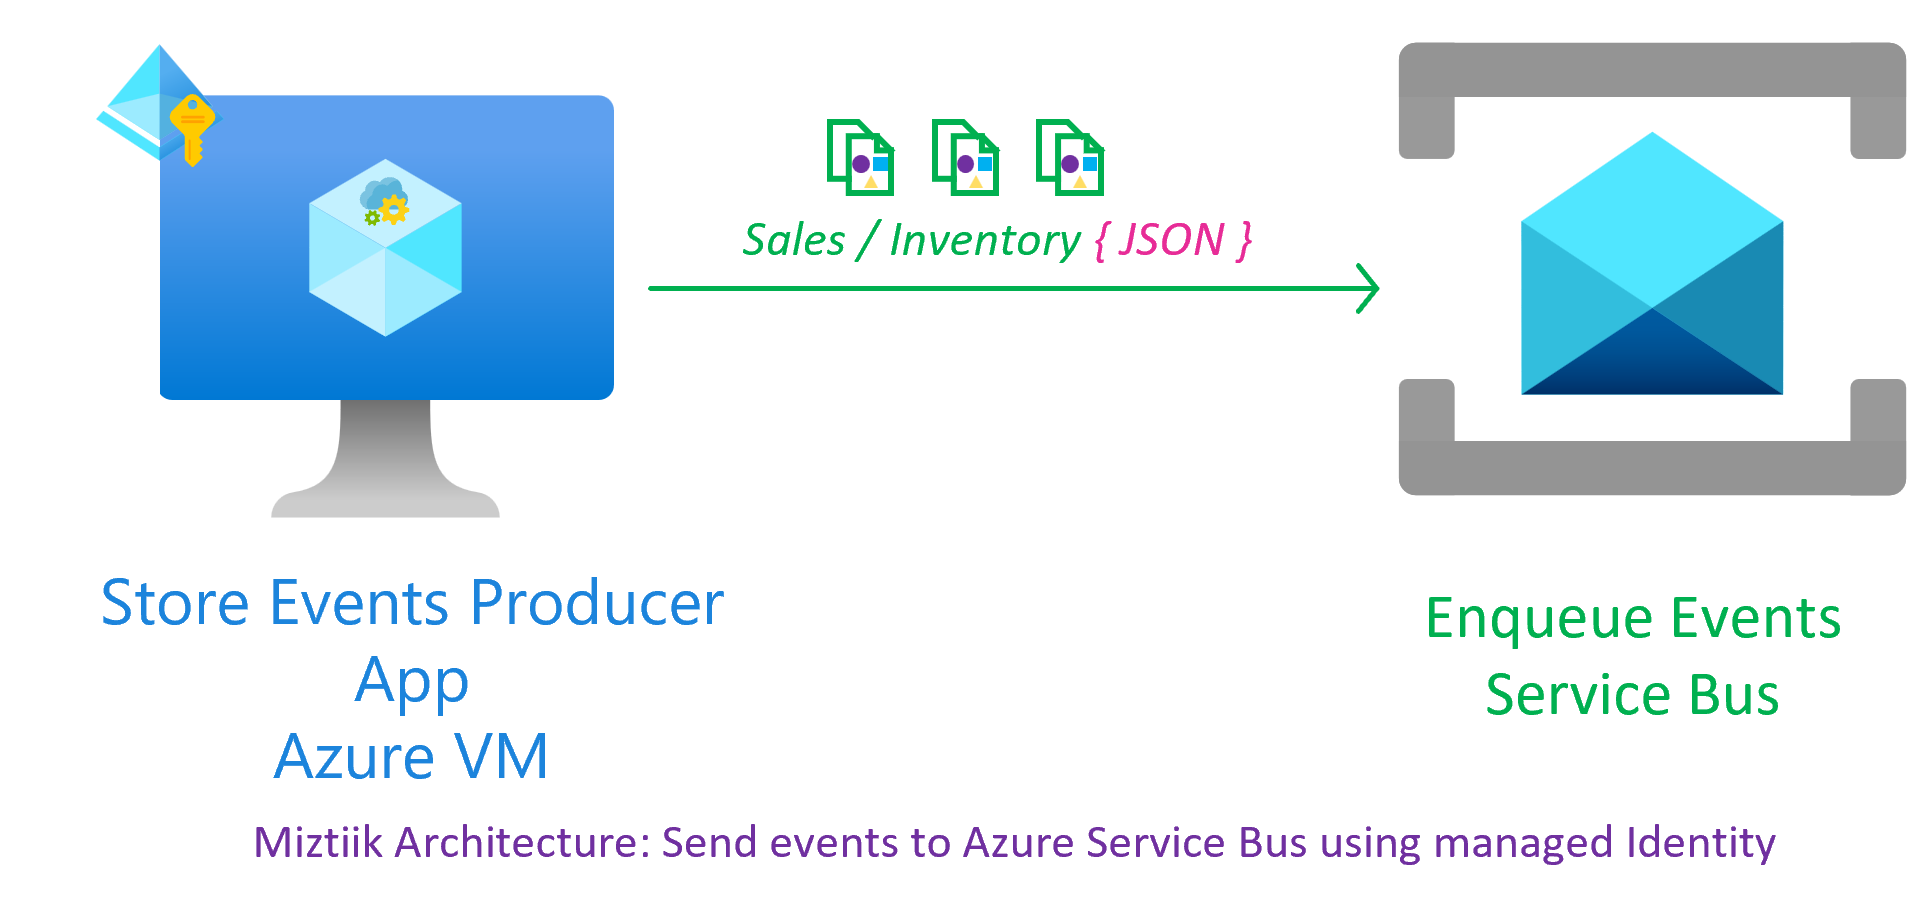 Sales / Inventory { JSON }
Store Events Producer
App
Azure VM
Enqueue Events
Service Bus
Miztiik Architecture: Send events to Azure Service Bus using managed Identity